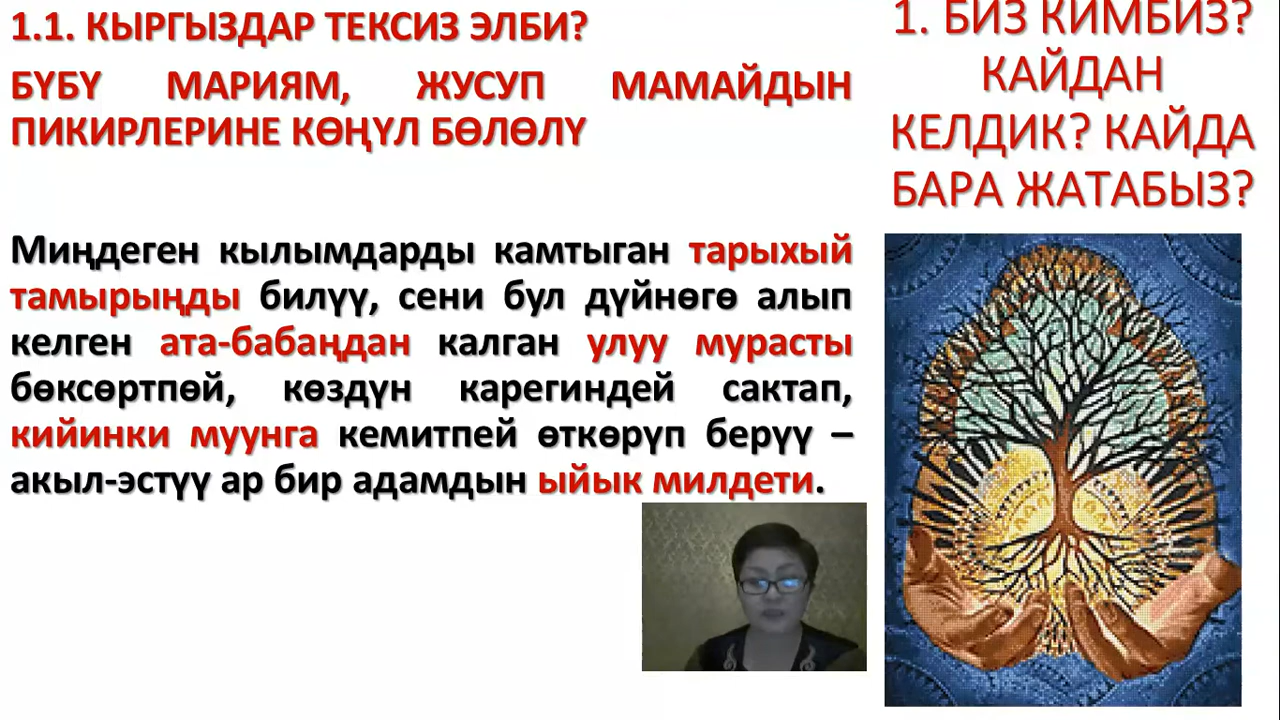 1.1. КЫРГЫЗДАР ТЕКСИЗ ЭЛБИ?
БҮБҮ МАРИЯМ, ЖУСУП МАМАЙДЫН
ПИКИРЛЕРИНЕ КӨҢҮЛ БӨЛӨЛҮ
Миңдеген кылымдарды камтыган тарыхый
тамырыңды билүү, сени бул дүйнөгө алып
келген ата-бабаңдан калган улуу мурасты
бөксөртпөй, көздүн карегиндей сактап,
кийинки муунга кемитпей өткөрүп берүү –
акыл-эстүү ар бир адамдын ыйык милдети.
1. БИЗ КИМБИЗ?
КАЙДАН
КЕЛДИК? КАЙДА
БАРА ЖАТАБЫЗ?